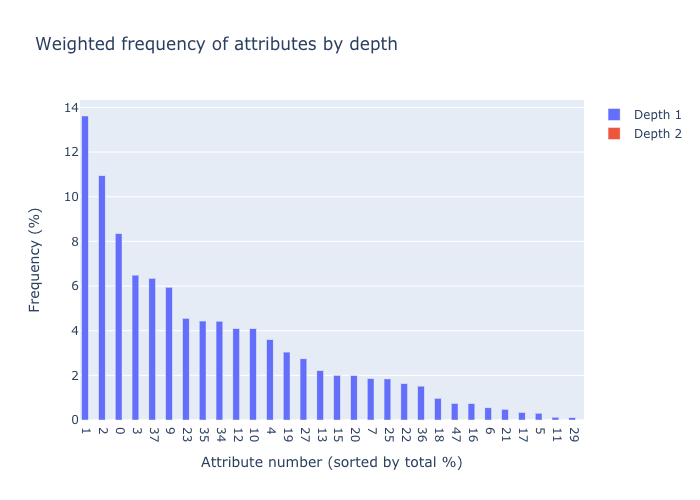 Weighted frequency of attributes by depth
14
12
10
8
6
4
2
0
Frequency (%)
1 2 0 3 37 9 23 35 34 12 10 4 19 27 13 15 20 7 25 22 36 18 47 16 6 21 17 5 11 29
Attribute number (sorted by total %)
Depth 1
Depth 2